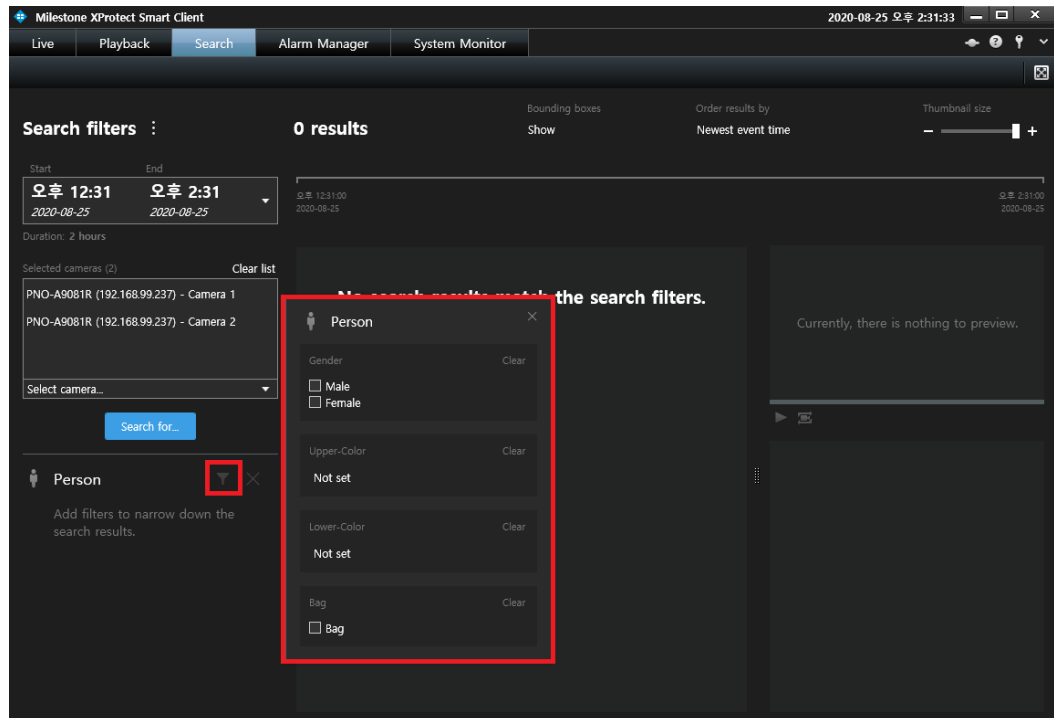 Milestone XProtect Smart Client
2020-08-25 오후 2:31:33
Live Playback Search Alarm Manager System Monitor
Search filters
0 results
Bounding boxes
Show
Order results by
Newest event time
Thumbnail size
Start End
오후 12:31 오후 2:31
2020-08-25 2020-08-25
Duration: 2 hours
오후 12:31:00
2020-08-25
오후 2:31:00
2020-08-25
Selected cameras (2) Clear list
PNO-A9081R (192.168.99.237) - Camera 1
PNO-A9081R (192.168.99.237) - Camera 2
Select camera...
Search for...
Person
Add filters to narrow down the
search results.
No search results match the search filters.
Person
Gender Clear
Male
Female
Upper-Color Clear
Not set
Lower-Color Clear
Not set
Bag Clear
Bag
Currently, there is nothing to preview.